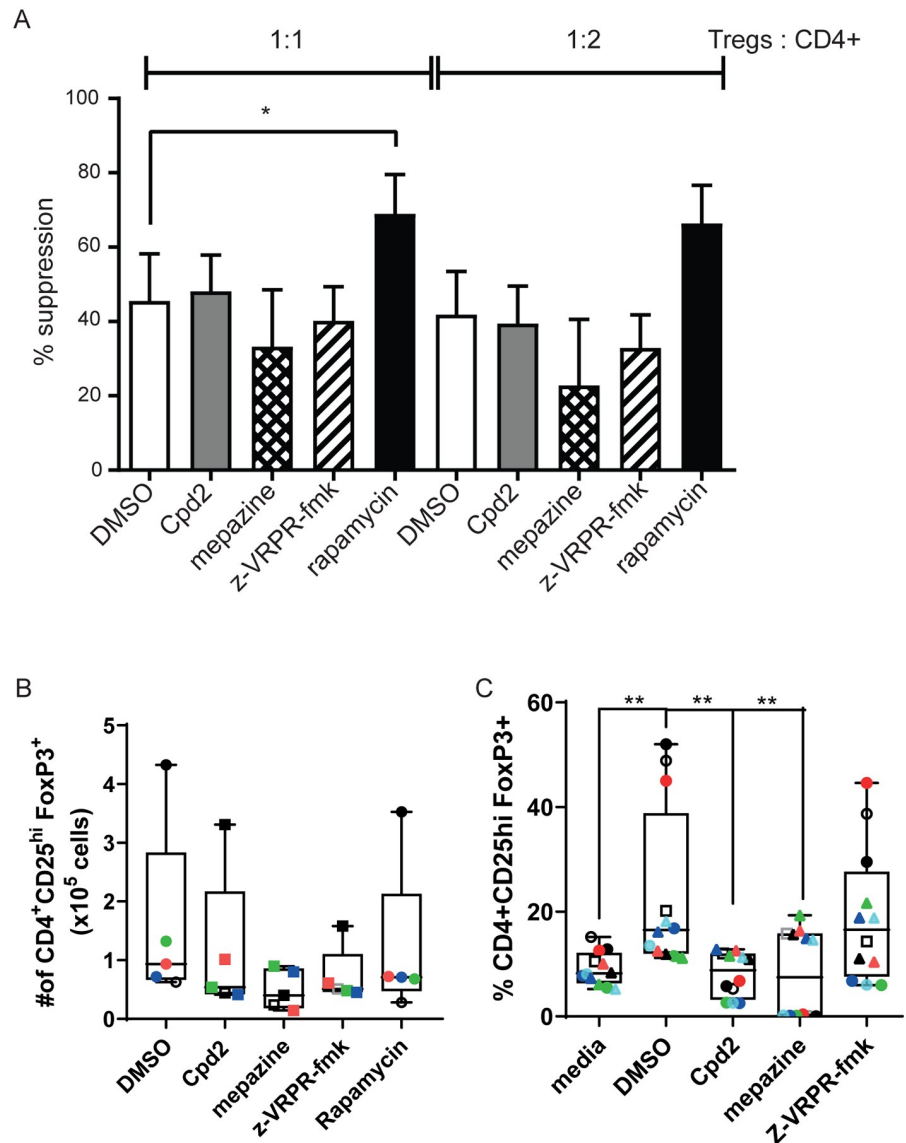 A
1:1 1:2 Tregs : CD4+
100
80
60
40
20
0
% suppression
*
DMSO
Cpd2
mepazine
z-VRPR-fmk
rapamycin
DMSO
Cpd2
mepazine
z-VRPR-fmk
rapamycin
B
#of CD4+CD25hi FoxP3+
(x105 cells)
5
4
3
2
1
0
DMSO
Cpd2
mepazine
z-VRPR-fmk
Rapamycin
C
% CD4+CD25hi FoxP3+
60
40
20
0
** ** **
media
DMSO
Cpd2
mepazine
Z-VRPR-fmk